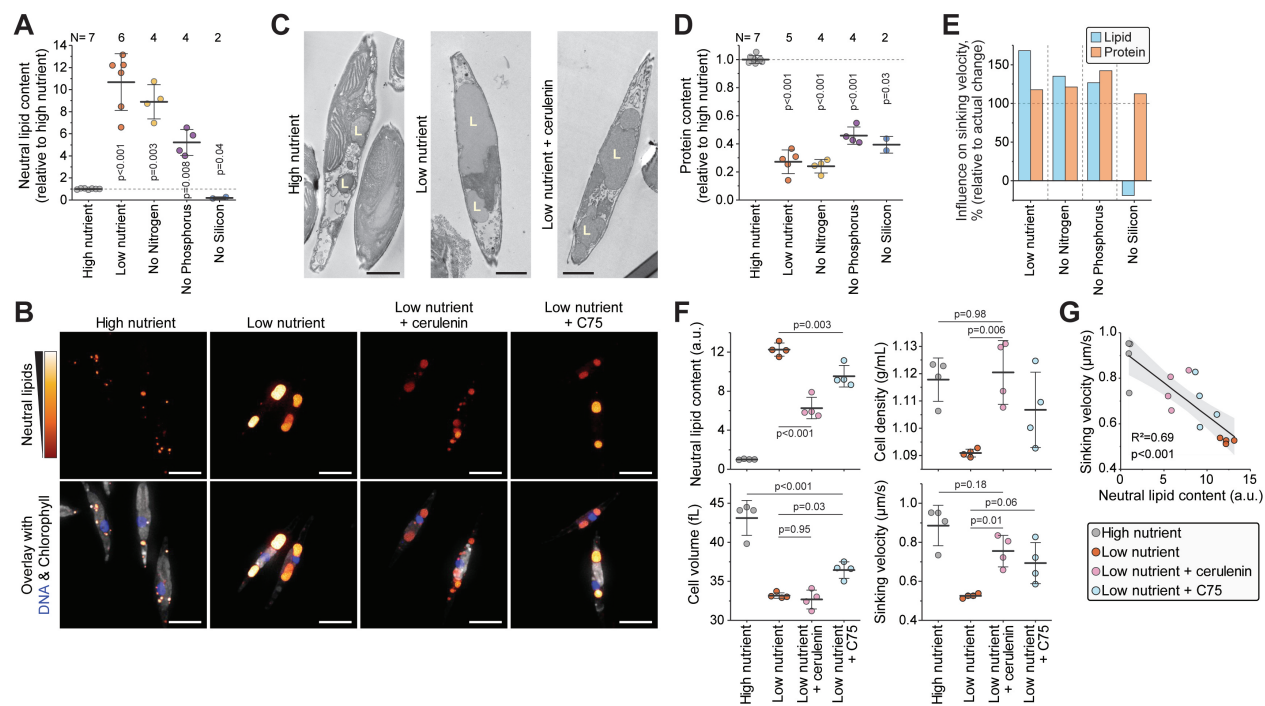 A
N= 7 6 4 4 2
Neutral lipid content
(relative to high nutrient)
14
12
10
8
6
4
2
0
p<0.001
p=0.003
p=0.008
p=0.04
High nutrient
Low nutrient
No Nitrogen
No Phosphorus
No Silicon
C
High nutrient
L
L
Low nutrient
L
L
Low nutrient + cerulenin
L
L
D
N= 7 5 4 4 2
Protein content
(relative to high nutrient)
1.0
0.8
0.6
0.4
0.2
0.0
p<0.001
p<0.001
p<0.001
p=0.03
High nutrient
Low nutrient
No Nitrogen
No Phosphorus
No Silicon
E
Lipid
Protein
Influence on sinking velocity,
% (relative to actual change)
150
100
50
0
Low nutrient
No Nitrogen
No Phosphorus
No Silicon
B
High nutrient
Low nutrient
Low nutrient
+ cerulenin
Low nutrient
+ C75
Neutral lipids
Overlay with
DNA & Chlorophyll
F
Neutral lipid content (a.u.)
12
8
4
0
p=0.003
p<0.001
Cell density (g/mL)
1.13
1.12
1.11
1.10
1.09
p=0.98
p=0.006
Cell volume (fL)
45
40
35
30
p<0.001
p=0.03
p=0.95
High nutrient
Low nutrient
Low nutrient
+ cerulenin
Low nutrient
+ C75
Sinking velocity (µm/s)
1.0
0.8
0.6
0.4
p=0.18
p=0.06
p=0.01
High nutrient
Low nutrient
Low nutrient
+ cerulenin
Low nutrient
+ C75
G
Sinking velocity (µm/s)
1.0
0.8
0.6
0.4
R²=0.69
p<0.001
0 5 10 15
Neutral lipid content (a.u.)
High nutrient
Low nutrient
Low nutrient + cerulenin
Low nutrient + C75